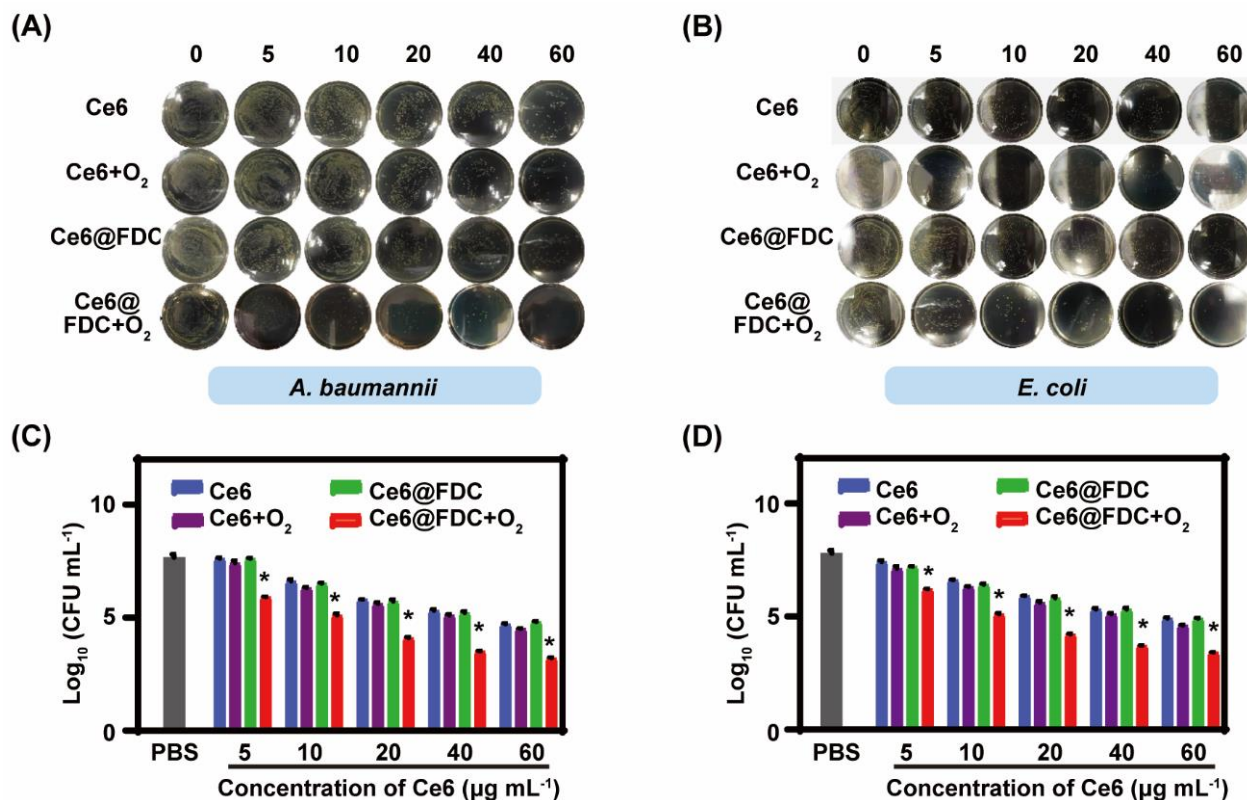 (A)
0 5 10 20 40 60
Ce6
Ce6+O₂
Ce6@FDC
Ce6@
FDC+O₂
A. baumannii
(B)
0 5 10 20 40 60
Ce6
Ce6+O₂
Ce6@FDC
Ce6@
FDC+O₂
E. coli
(C)
Log₁₀ (CFU mL⁻¹)
10
5
0
Ce6 Ce6@FDC
Ce6+O₂ Ce6@FDC+O₂
* * * * *
PBS 5 10 20 40 60
Concentration of Ce6 (μg mL⁻¹)
(D)
Log₁₀ (CFU mL⁻¹)
10
5
0
Ce6 Ce6@FDC
Ce6+O₂ Ce6@FDC+O₂
* * * * *
PBS 5 10 20 40 60
Concentration of Ce6 (μg mL⁻¹)